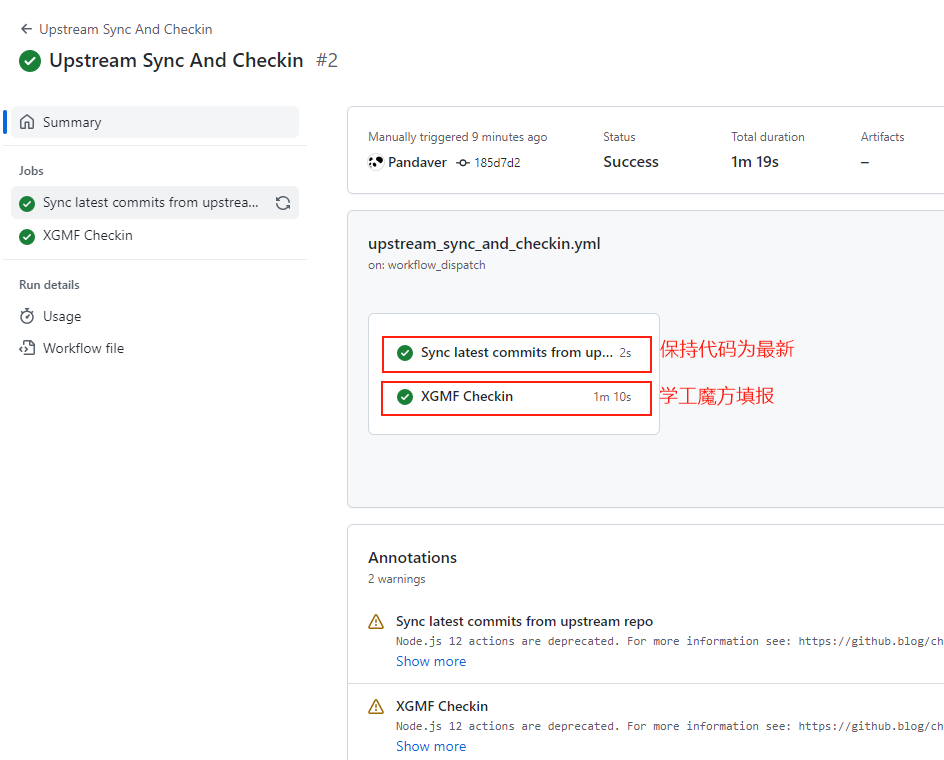 Upstream Sync And Checkin
Upstream Sync And Checkin #2
Summary
Jobs
Sync latest commits from upstrea...
XGMF Checkin
Run details
Usage
Workflow file
Manually triggered 9 minutes ago
Pandaver 185d7d2
Status
Success
Total duration
1m 19s
Artifacts
–
upstream_sync_and_checkin.yml
on: workflow_dispatch
Sync latest commits from up... 2s
保持代码为最新
XGMF Checkin 1m 10s
学工魔方填报
Annotations
2 warnings
Sync latest commits from upstream repo
Node.js 12 actions are deprecated. For more information see: https://github.blog/ch
Show more
XGMF Checkin
Node.js 12 actions are deprecated. For more information see: https://github.blog/ch
Show more